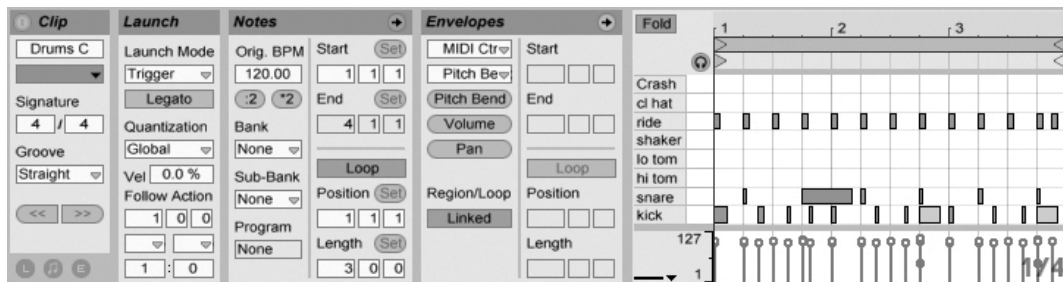 Clip
Drums C
Signature
4 / 4
Groove
Straight
<< >>
L E
Launch
Launch Mode
Trigger
Legato
Quantization
Global
Vel 0.0 %
Follow Action
1 0 0
1 : 0
Notes
Orig. BPM
120.00
:2 *2
Bank
None
Sub-Bank
None
Program
None
Start Set
1 1 1
End Set
4 1 1
Loop
Position Set
1 1 1
Length Set
3 0 0
Envelopes
MIDI Ctr
Pitch Be
Pitch Bend
Volume
Pan
Region/Loop
Linked
Start
End
Loop
Position
Length
Fold
1 2 3
Crash
cl hat
ride
shaker
lo tom
hi tom
snare
kick
127
1
1/4